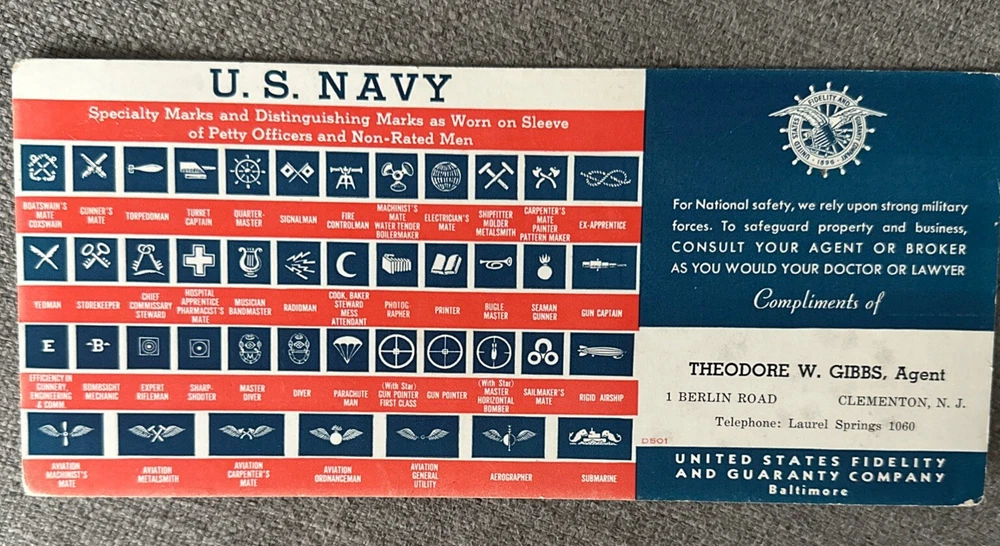 U. S. NAVY
Specialty Marks and Distinguishing Marks as Worn on Sleeve
of Petty Officers and Non-Rated Men
BOATSWAIN'S
MATE
COXSWAIN
GUNNER'S
MATE
TORPEDOMAN
TURRET
CAPTAIN
QUARTER-
MASTER
SIGNALMAN
FIRE
CONTROLMAN
MACHINIST'S
MATE
WATER TENDER
BOILERMAKER
ELECTRICIAN'S
MATE
SHIPFITTER
MOLDER
METALSMITH
CARPENTER'S
MATE
PAINTER
PATTERN MAKER
EX-APPRENTICE
YEOMAN
STOREKEEPER
CHIEF
COMMISSARY
STEWARD
HOSPITAL
APPRENTICE
PHARMACIST'S
MATE
MUSICIAN
BANDMASTER
RADIOMAN
COOK, BAKER
STEWARD
MESS
ATTENDANT
PHOTOG-
RAPHER
PRINTER
BUGLE
MASTER
SEAMAN
GUNNER
GUN CAPTAIN
E
-B-
EFFICIENCY IN
GUNNERY,
ENGINEERING
& COMM.
BOMBSIGHT
MECHANIC
EXPERT
RIFLEMAN
SHARP-
SHOOTER
MASTER
DIVER
DIVER
PARACHUTE
MAN
(With Star)
GUN POINTER
FIRST CLASS
GUN POINTER
(With Star)
MASTER
HORIZONTAL
BOMBER
SAILMAKER'S
MATE
RIGID AIRSHIP
AVIATION
MACHINIST'S
MATE
AVIATION
METALSMITH
AVIATION
CARPENTER'S
MATE
AVIATION
ORDNANCEMAN
AVIATION
GENERAL
UTILITY
AEROGRAPHER
SUBMARINE
UNITED STATES FIDELITY AND GUARANTY COMPANY
1896
For National safety, we rely upon strong military
forces. To safeguard property and business,
CONSULT YOUR AGENT OR BROKER
AS YOU WOULD YOUR DOCTOR OR LAWYER
Compliments of
THEODORE W. GIBBS, Agent
1 BERLIN ROAD CLEMENTON, N. J.
Telephone: Laurel Springs 1060
D501
UNITED STATES FIDELITY
AND GUARANTY COMPANY
Baltimore